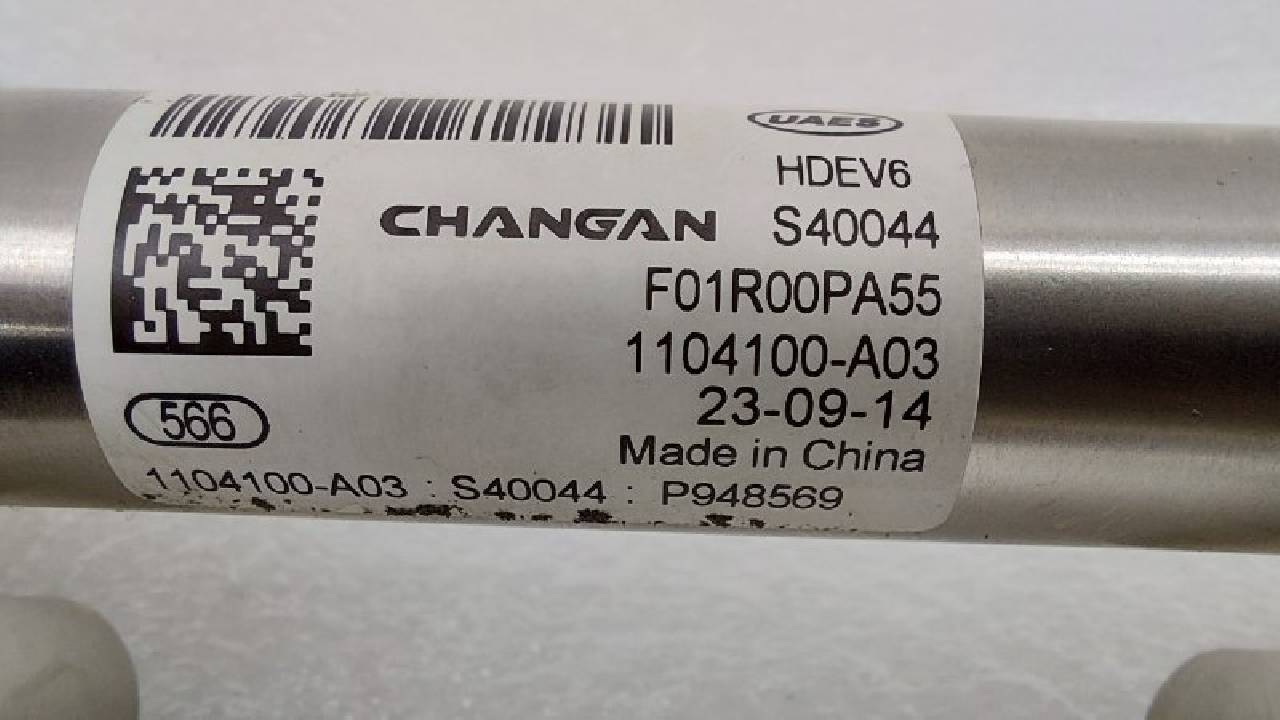 UAES
HDEV6
CHANGAN S40044
F01R00PA55
1104100-A03
23-09-14
566
Made in China
1104100-A03 : S40044 : P948569